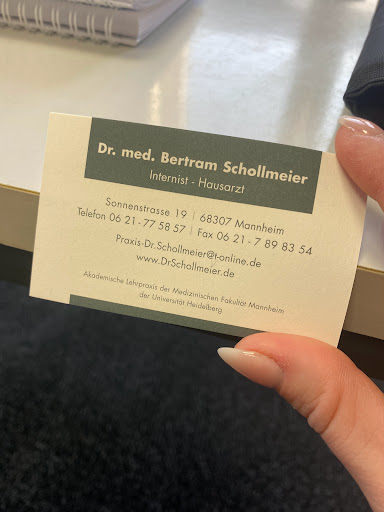 Dr. med. Bertram Schollmeier
Internist - Hausarzt
Sonnenstrasse 19 | 68307 Mannheim
Telefon 06 21 - 77 58 57 | Fax 06 21 - 7 89 83 54
Praxis-Dr.Schollmeier@t-online.de
www.DrSchollmeier.de
Akademische Lehrpraxis der Medizinischen Fakultät Mannheim
der Universität Heidelberg